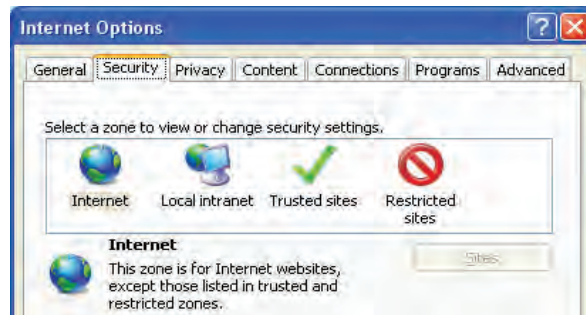 Internet Options
General Security Privacy Content Connections Programs Advanced
Select a zone to view or change security settings.
Internet Local intranet Trusted sites Restricted sites
Internet
Sites
This zone is for Internet websites,
except those listed in trusted and
restricted zones.